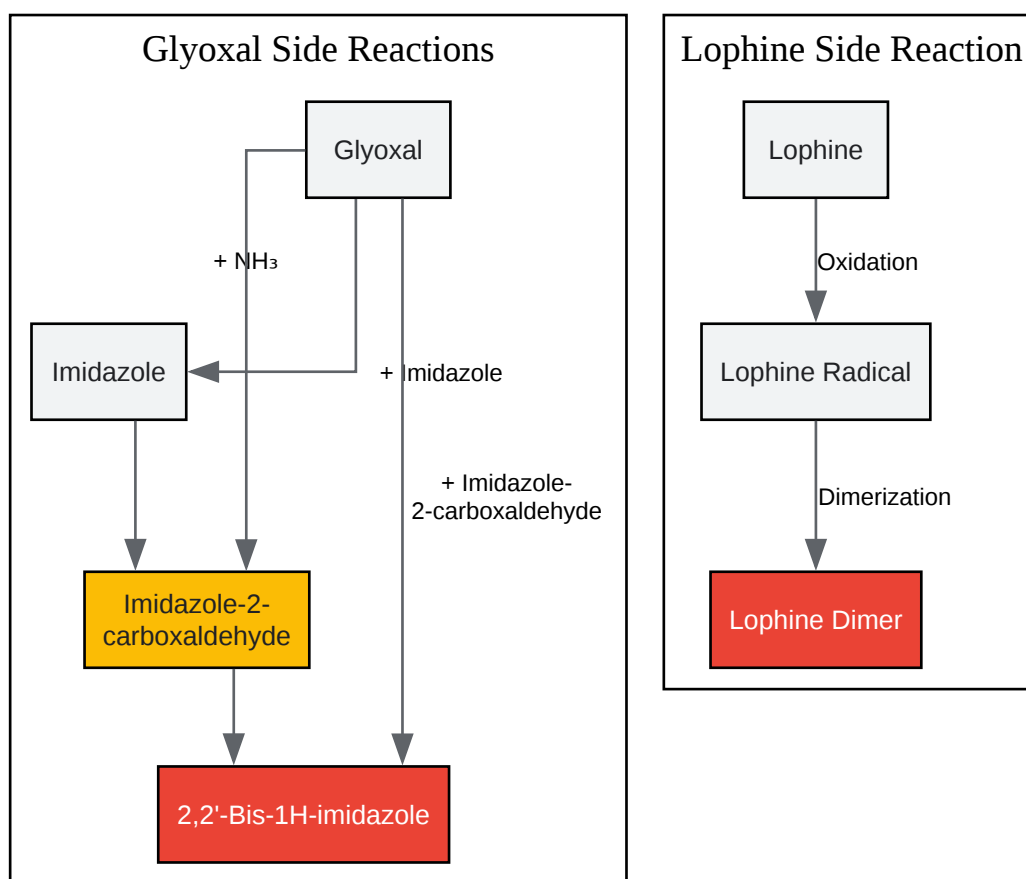 Glyoxal Side Reactions
Glyoxal
+ NH₃
Imidazole
+ Imidazole
+ Imidazole-
2-carboxaldehyde
Imidazole-2-
carboxaldehyde
2,2'-Bis-1H-imidazole
Lophine Side Reaction
Lophine
Oxidation
Lophine Radical
Dimerization
Lophine Dimer